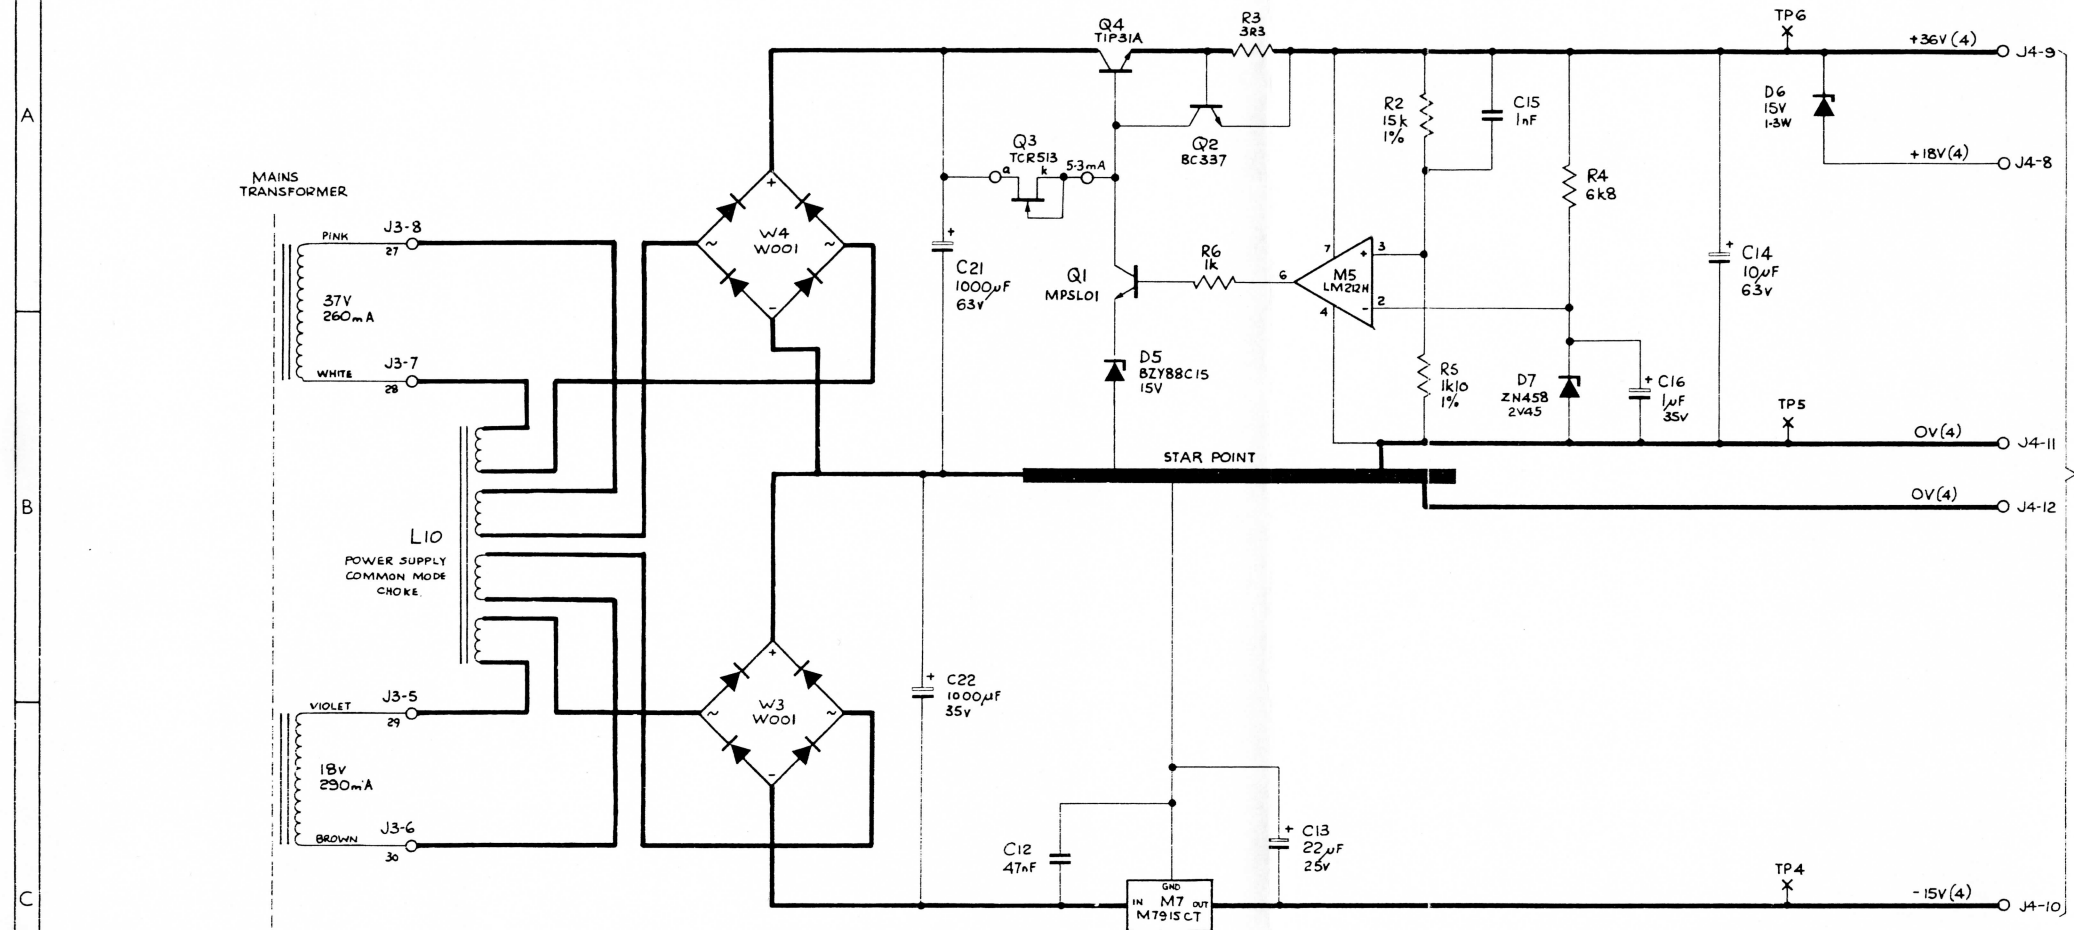 A
B
C
MAINS
TRANSFORMER
PINK
J3-8
27
37V
260mA
J3-7
WHITE
28
L10
POWER SUPPLY
COMMON MODE
CHOKE.
J3-5
VIOLET
29
18V
290mA
J3-6
BROWN
30
+
~ W4 ~
W001
-
+
~ W3 ~
W001
-
+
C21
1000µF
63V
+
C22
1000µF
35V
Q4
TIP31A
R3
3R3
Q3
TCR513
a k 5.3mA
Q2
BC337
Q1
MPSL01
R6
1k
D5
BZY88C15
15V
6
7
3
+
M5
LM212H
-
2
4
R2
15k
1%
C15
1nF
R4
6k8
R5
1k10
1%
D7
ZN458
2V45
+ C16
1µF
35V
+ C14
10µF
63V
TP6
+36V(4)
J4-9
D6
15V
1.3W
+18V(4)
J4-8
TP5
0V(4)
J4-11
STAR POINT
0V(4)
J4-12
C12
47nF
+ C13
22µF
25V
GND
IN M7 OUT
M7915CT
TP4
-15V(4)
J4-10